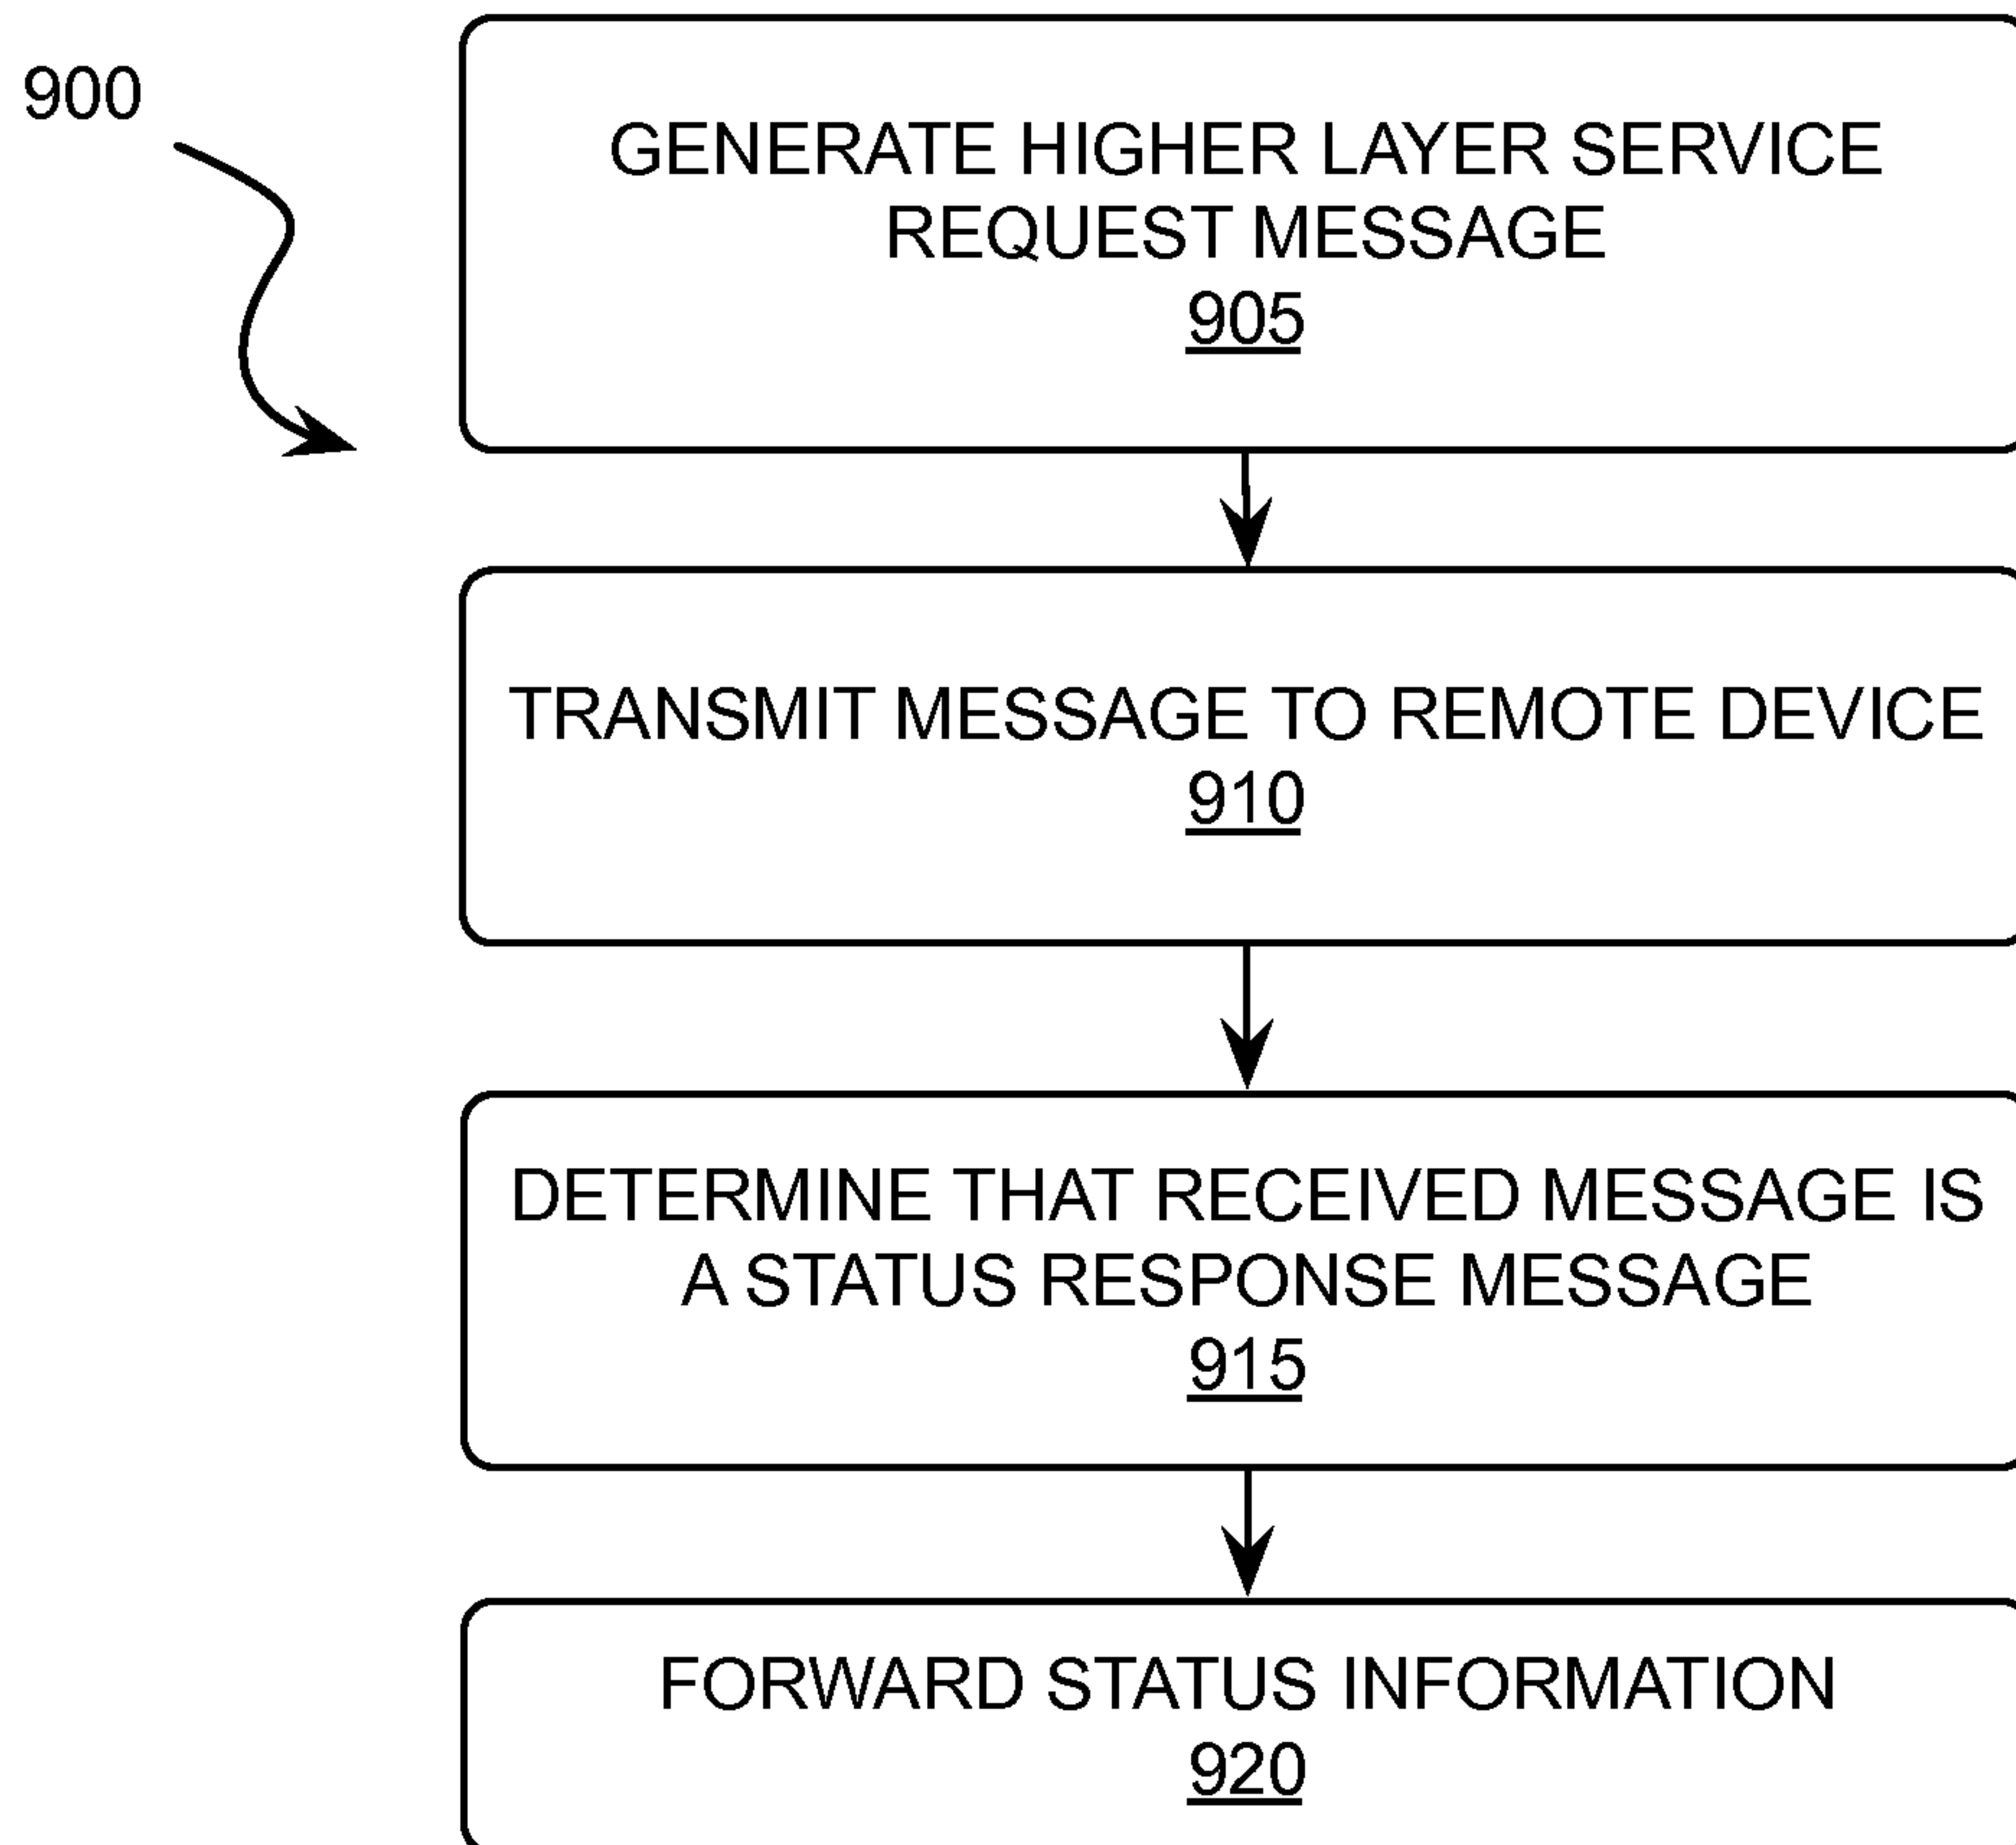 900
GENERATE HIGHER LAYER SERVICE
REQUEST MESSAGE
905
TRANSMIT MESSAGE TO REMOTE DEVICE
910
DETERMINE THAT RECEIVED MESSAGE IS
A STATUS RESPONSE MESSAGE
915
FORWARD STATUS INFORMATION
920